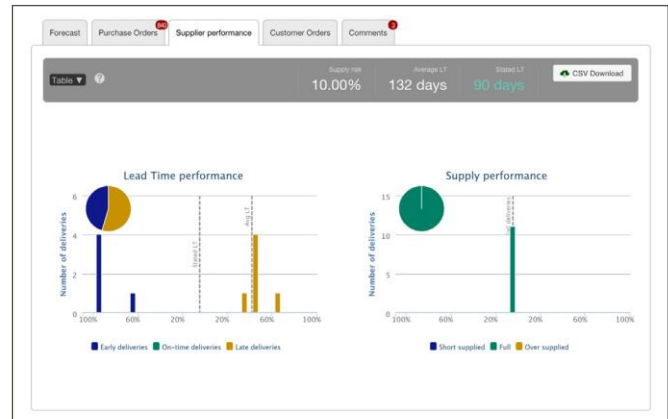 Forecast
Purchase Orders
840
Supplier performance
Customer Orders
Comments
3
Table ▼
?
Supply risk
10.00%
Average LT
132 days
Stated LT
90 days
CSV Download
Lead Time performance
Number of deliveries
6
4
2
0
Stated LT
Avg LT
100% 60% 20% 20% 60% 100%
Early deliveries On-time deliveries Late deliveries
Supply performance
Number of deliveries
15
10
5
0
Full deliveries
100% 60% 20% 20% 60% 100%
Short supplied Full Over supplied